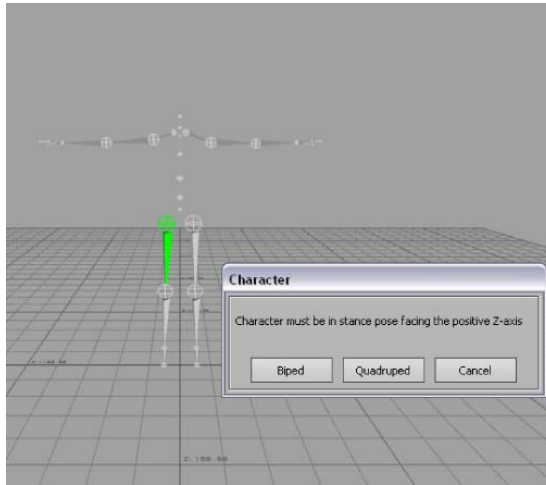 Character
Character must be in stance pose facing the positive Z-axis
Biped
Quadruped
Cancel